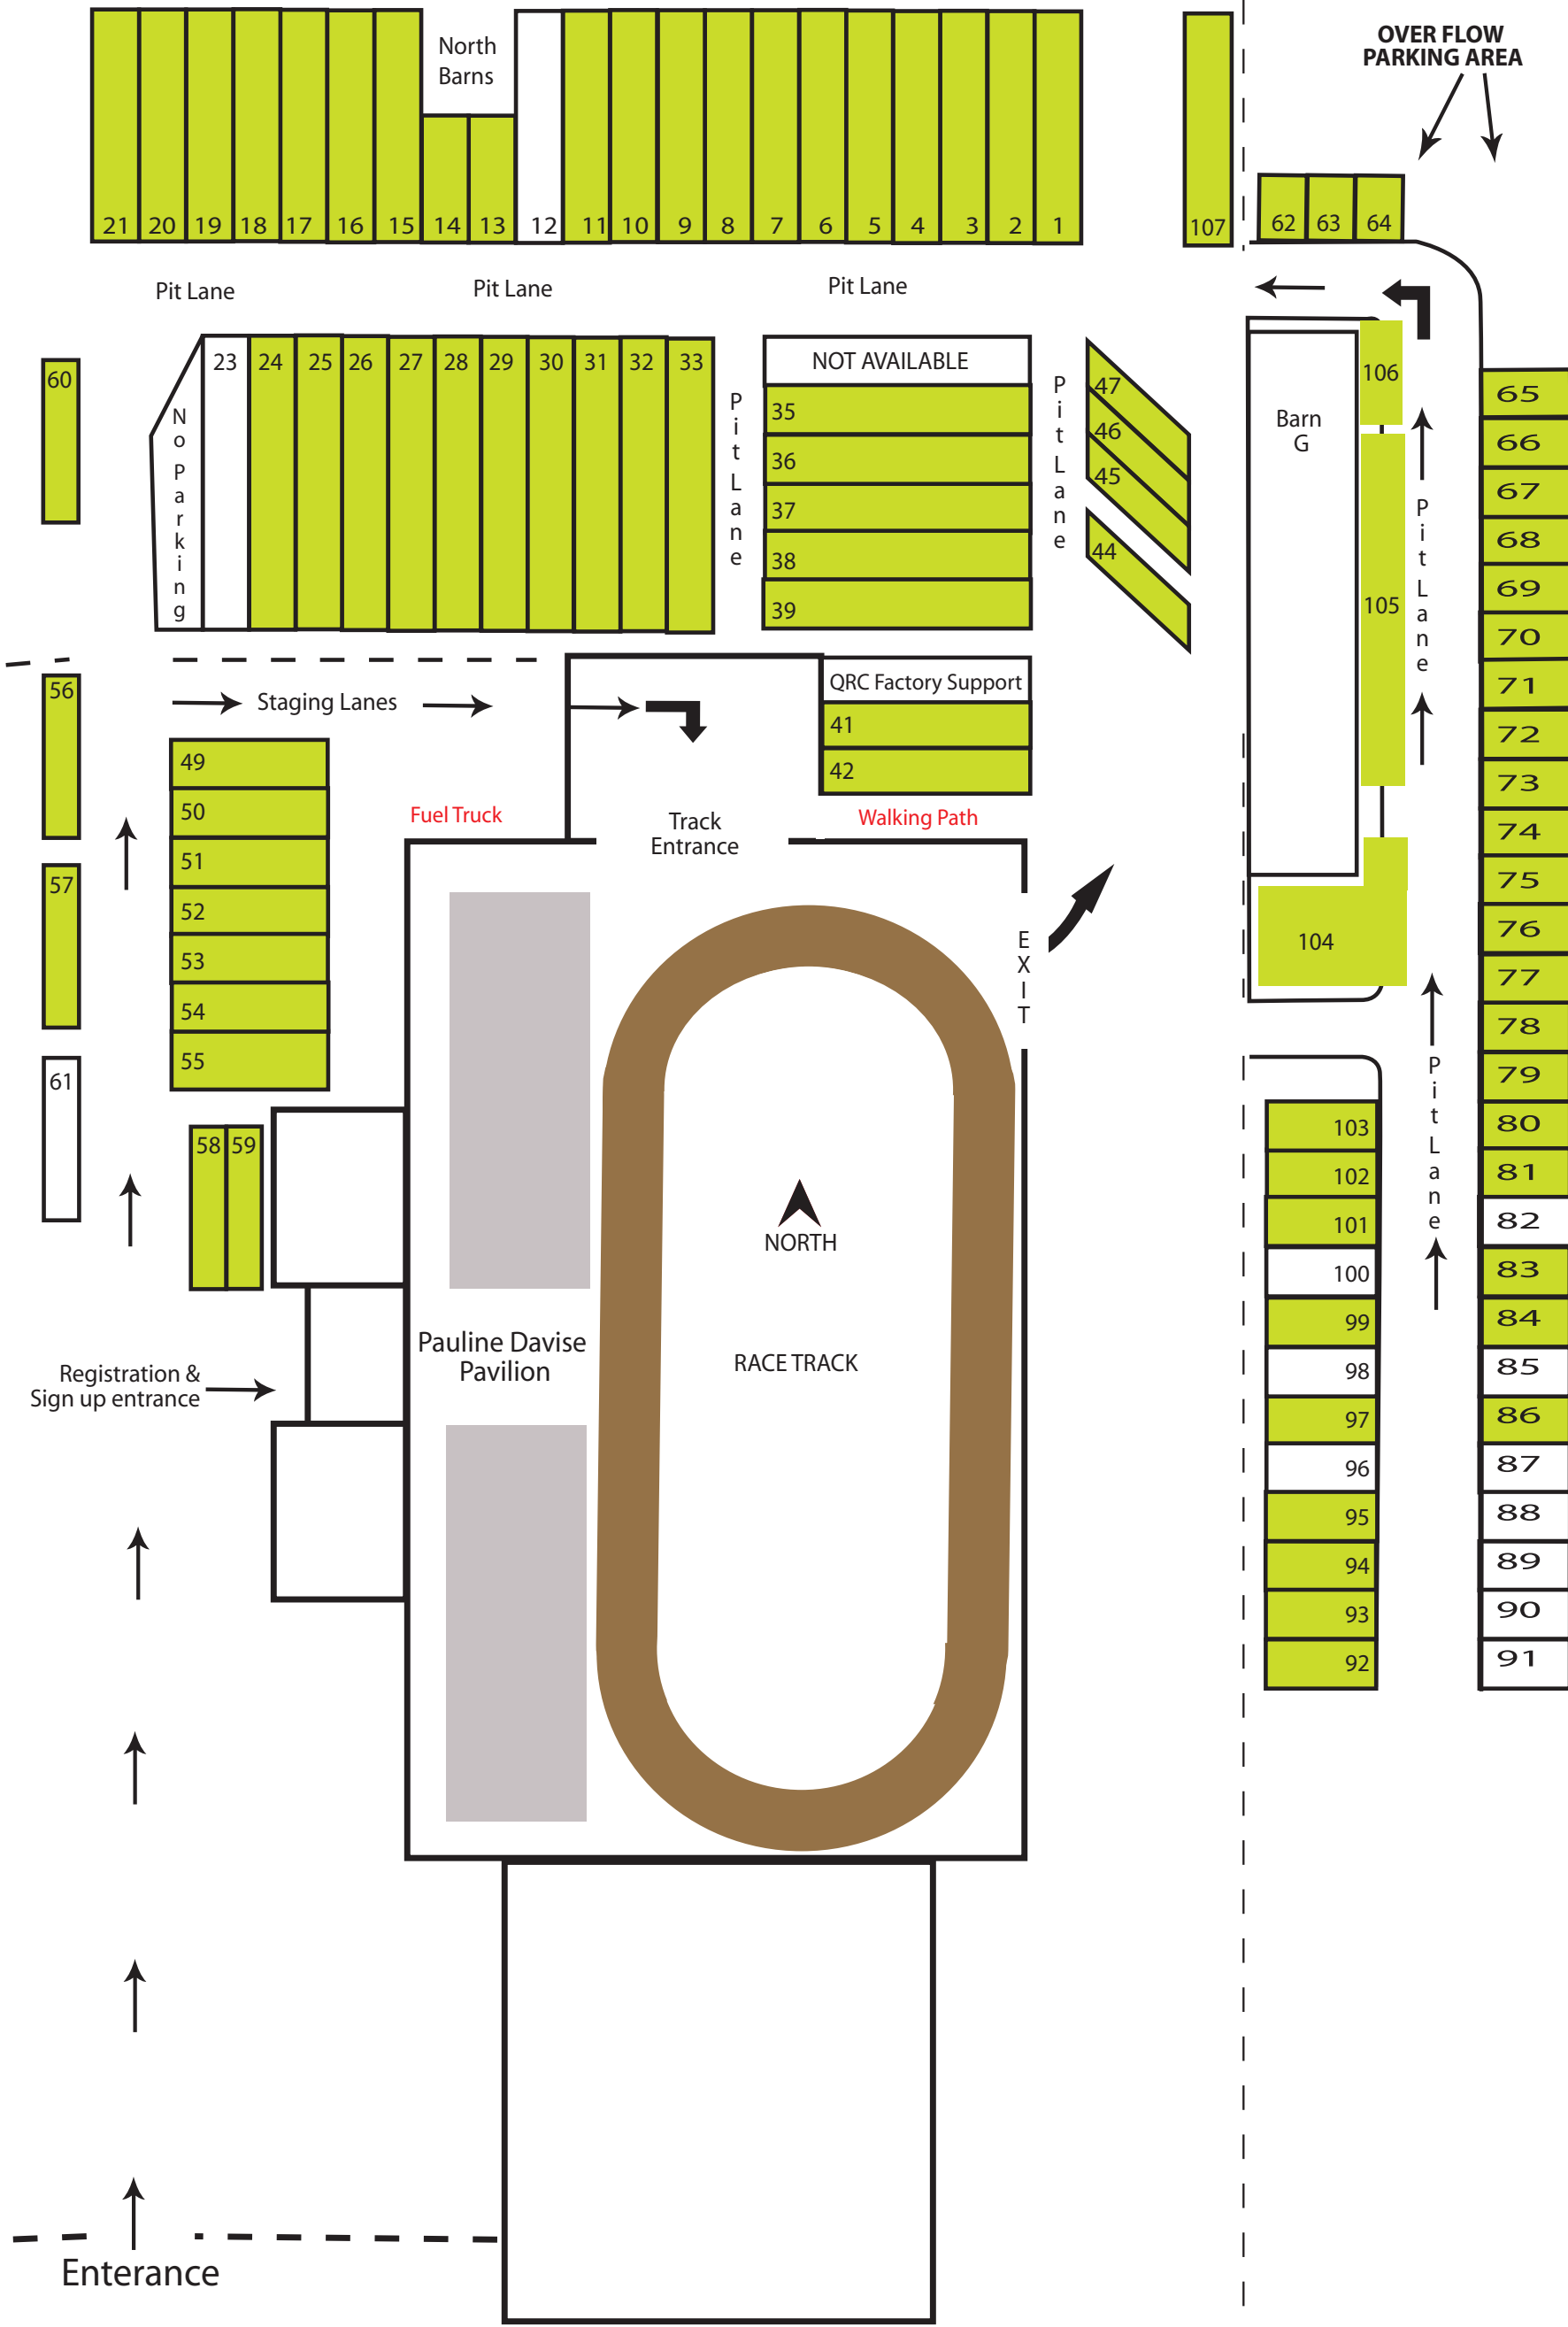 OVER FLOW
PARKING AREA
North
Barns
21 20 19 18 17 16 15 14 13 12 11 10 9 8 7 6 5 4 3 2 1
107
62 63 64
Pit Lane
Pit Lane
Pit Lane
60
No Parking
23 24 25 26 27 28 29 30 31 32 33
Pit Lane
NOT AVAILABLE
35
36
37
38
39
Pit Lane
47
46
45
44
Barn
G
106
105
104
Pit Lane
65
66
67
68
69
70
71
72
73
74
75
76
77
78
79
80
81
82
83
84
85
86
87
88
89
90
91
56
57
61
Staging Lanes
49
50
51
52
53
54
55
58 59
QRC Factory Support
41
42
Fuel Truck
Track
Entrance
Walking Path
EXIT
Pit Lane
103
102
101
100
99
98
97
96
95
94
93
92
NORTH
RACE TRACK
Pauline Davise
Pavilion
Registration &
Sign up entrance
Enterance